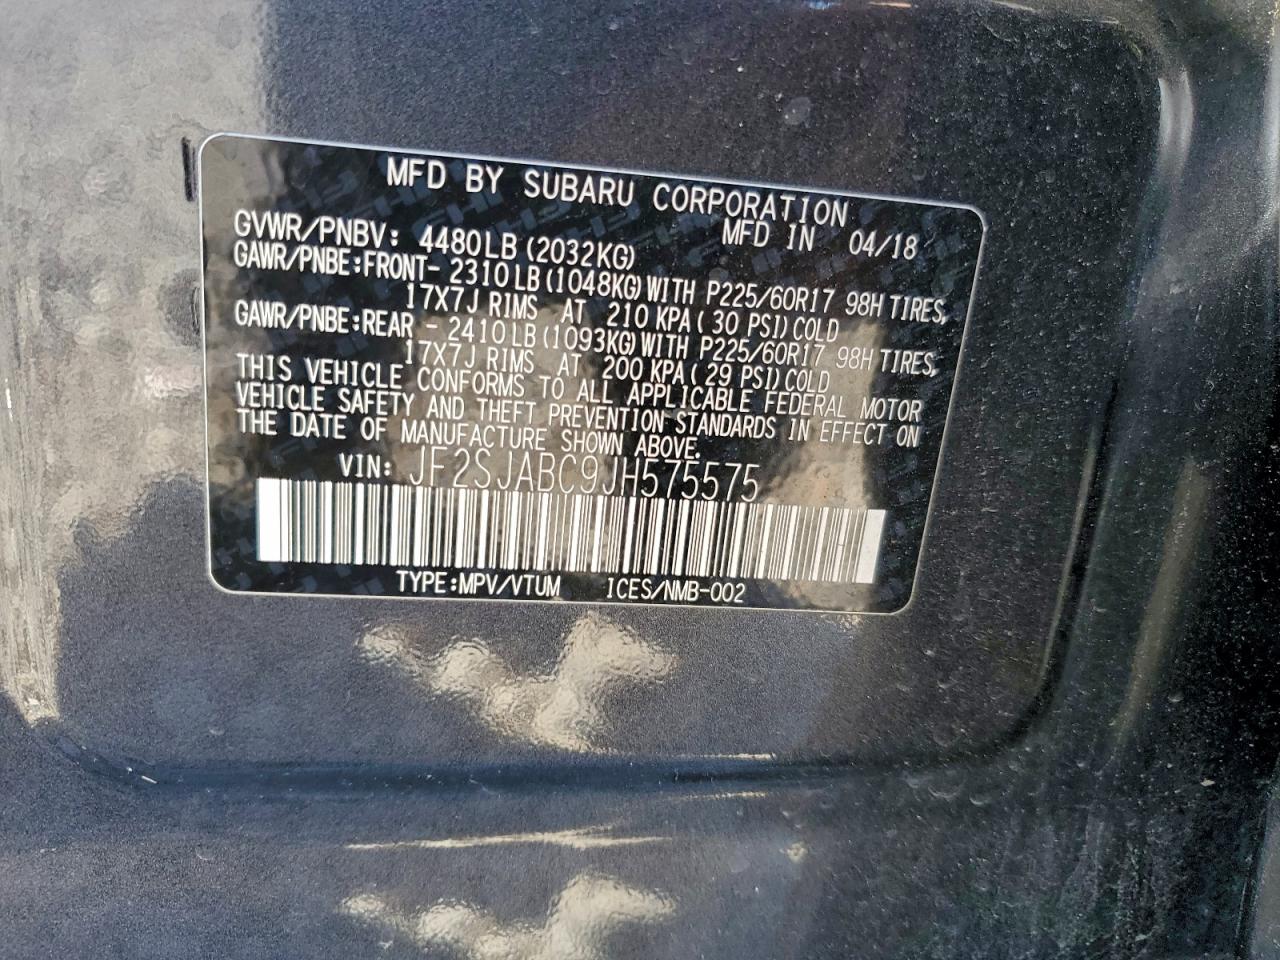 MFD BY SUBARU CORPORATION
MFD IN 04/18
GVWR/PNBV: 4480LB (2032KG)
GAWR/PNBE:FRONT- 2310LB (1048KG) WITH P225/60R17 98H TIRES,
17X7J RIMS AT 210 KPA ( 30 PSI) COLD
GAWR/PNBE:REAR - 2410LB (1093KG) WITH P225/60R17 98H TIRES,
17X7J RIMS AT 200 KPA ( 29 PSI) COLD
THIS VEHICLE CONFORMS TO ALL APPLICABLE FEDERAL MOTOR
VEHICLE SAFETY AND THEFT PREVENTION STANDARDS IN EFFECT ON
THE DATE OF MANUFACTURE SHOWN ABOVE.
VIN: JF2SJABC9JH575575
TYPE:MPV/VTUM ICES/NMB-002